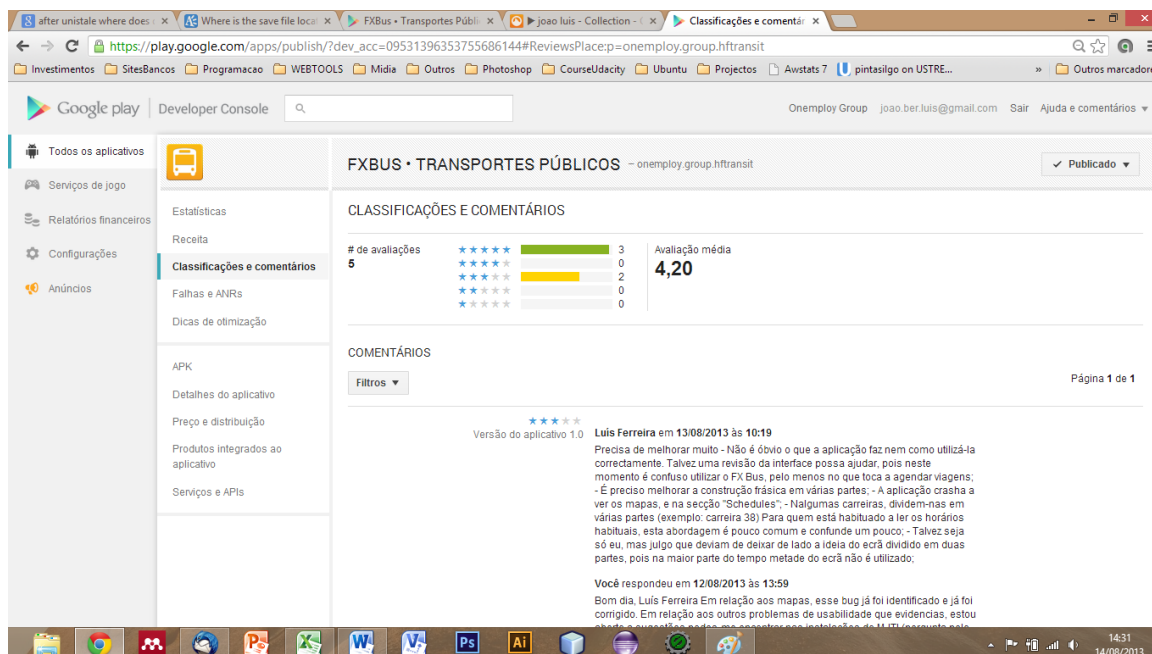 after unistale where does
Where is the save file locat
FXBus • Transportes Públic
joao luis - Collection -
Classificações e comentár
https://play.google.com/apps/publish/?dev_acc=09531396353755686144#ReviewsPlace:p=onemploy.group.hftransit
Investimentos SitesBancos Programacao WEBTOOLS Midia Outros Photoshop CourseUdacity Ubuntu Projectos Awstats 7 pintasilgo on USTRE... » Outros marcadore
Google play Developer Console
Onemploy Group joao.ber.luis@gmail.com Sair Ajuda e comentários
Todos os aplicativos
Serviços de jogo
Relatórios financeiros
Configurações
Anúncios
Estatísticas
Receita
Classificações e comentários
Falhas e ANRs
Dicas de otimização
APK
Detalhes do aplicativo
Preço e distribuição
Produtos integrados ao
aplicativo
Serviços e APIs
FXBUS • TRANSPORTES PÚBLICOS – onemploy.group.hftransit
Publicado
CLASSIFICAÇÕES E COMENTÁRIOS
# de avaliações
5
3
0
2
0
0
Avaliação média
4,20
COMENTÁRIOS
Filtros
Página 1 de 1
Versão do aplicativo 1.0
Luís Ferreira em 13/08/2013 às 10:19
Precisa de melhorar muito - Não é óbvio o que a aplicação faz nem como utilizá-la
correctamente. Talvez uma revisão da interface possa ajudar, pois neste
momento é confuso utilizar o FX Bus, pelo menos no que toca a agendar viagens;
- É preciso melhorar a construção frásica em várias partes; - A aplicação crasha a
ver os mapas, e na secção "Schedules"; - Nalgumas carreiras, dividem-nas em
várias partes (exemplo: carreira 38) Para quem está habituado a ler os horários
habituais, esta abordagem é pouco comum e confunde um pouco; - Talvez seja
só eu, mas julgo que deviam de deixar de lado a ideia do ecrã dividido em duas
partes, pois na maior parte do tempo metade do ecrã não é utilizado;
Você respondeu em 12/08/2013 às 13:59
Bom dia, Luís Ferreira Em relação aos mapas, esse bug já foi identificado e já foi
corrigido. Em relação aos outros problemas de usabilidade que evidencias, estou
Ps
Ai
14:31
14/08/2013